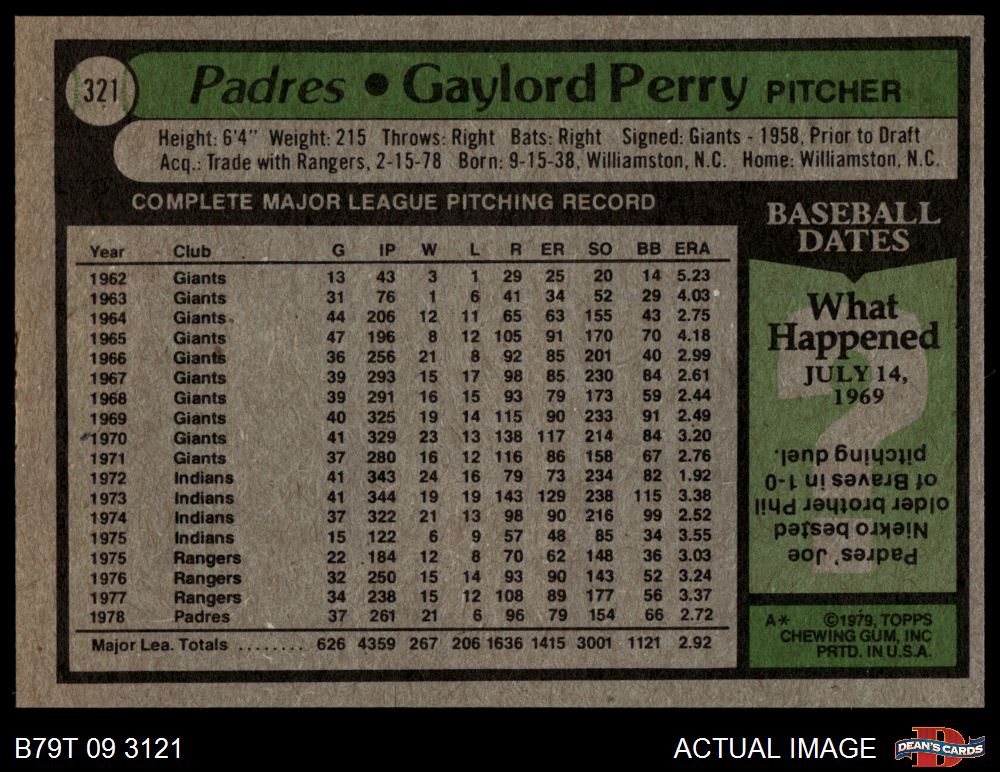 321 Padres • Gaylord Perry PITCHER
Height: 6'4" Weight: 215 Throws: Right Bats: Right Signed: Giants - 1958, Prior to Draft
Acq.: Trade with Rangers, 2-15-78 Born: 9-15-38, Williamston, N.C. Home: Williamston, N.C.
COMPLETE MAJOR LEAGUE PITCHING RECORD
Year Club G IP W L R ER SO BB ERA
1962 Giants 13 43 3 1 29 25 20 14 5.23
1963 Giants 31 76 1 6 41 34 52 29 4.03
1964 Giants 44 206 12 11 65 63 155 43 2.75
1965 Giants 47 196 8 12 105 91 170 70 4.18
1966 Giants 36 256 21 8 92 85 201 40 2.99
1967 Giants 39 293 15 17 98 85 230 84 2.61
1968 Giants 39 291 16 15 93 79 173 59 2.44
1969 Giants 40 325 19 14 115 90 233 91 2.49
1970 Giants 41 329 23 13 138 117 214 84 3.20
1971 Giants 37 280 16 12 116 86 158 67 2.76
1972 Indians 41 343 24 16 79 73 234 82 1.92
1973 Indians 41 344 19 19 143 129 238 115 3.38
1974 Indians 37 322 21 13 98 90 216 99 2.52
1975 Indians 15 122 6 9 57 48 85 34 3.55
1975 Rangers 22 184 12 8 70 62 148 36 3.03
1976 Rangers 32 250 15 14 93 90 143 52 3.24
1977 Rangers 34 238 15 12 108 89 177 56 3.37
1978 Padres 37 261 21 6 96 79 154 66 2.72
Major Lea. Totals ........ 626 4359 267 206 1636 1415 3001 1121 2.92
BASEBALL
DATES
What
Happened
JULY 14,
1969
Padres' Joe
Niekro bested
older brother Phil
of Braves in 1-0
pitching duel.
A* ©1979, TOPPS
CHEWING GUM, INC
PRTD. IN U.S.A.
B79T 09 3121 ACTUAL IMAGE DEAN'S CARDS